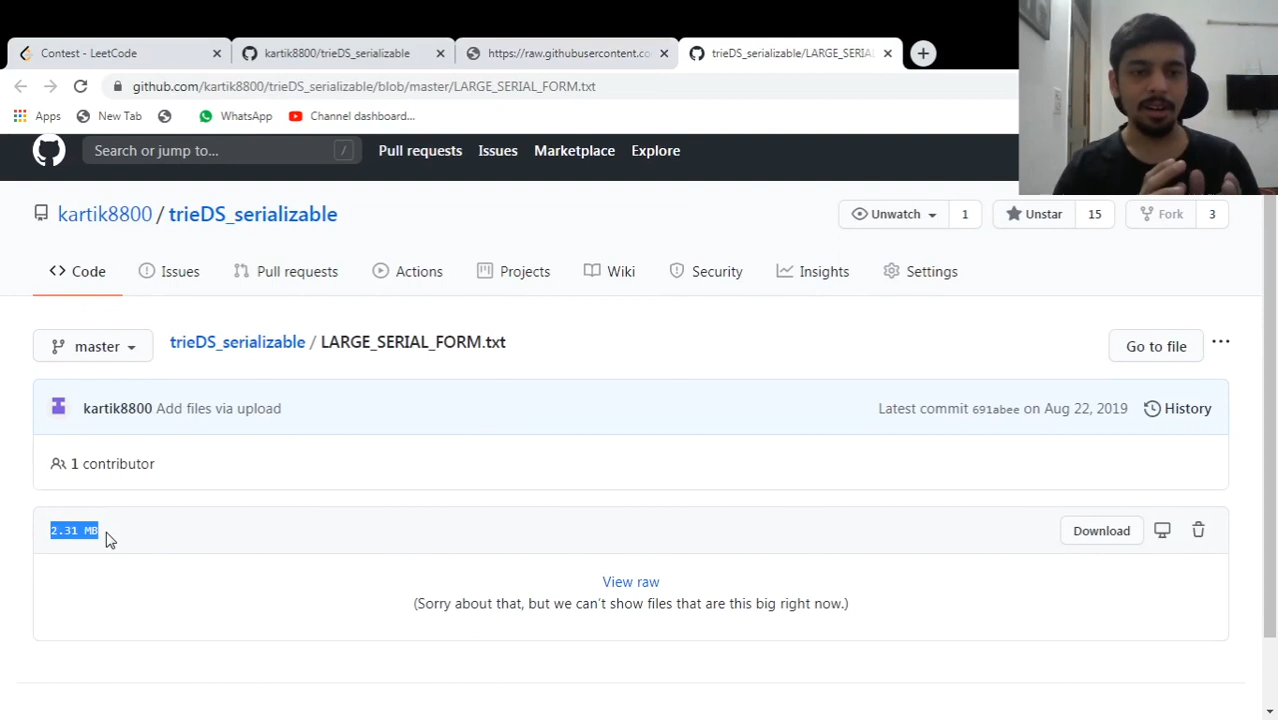 Contest - LeetCode
kartik8800/trieDS_serializable
https://raw.githubusercontent.co
trieDS_serializable/LARGE_SERIAL
github.com/kartik8800/trieDS_serializable/blob/master/LARGE_SERIAL_FORM.txt
Apps New Tab WhatsApp Channel dashboard...
Search or jump to... / Pull requests Issues Marketplace Explore
kartik8800 / trieDS_serializable Unwatch 1 Unstar 15 Fork 3
Code Issues Pull requests Actions Projects Wiki Security Insights Settings
master trieDS_serializable / LARGE_SERIAL_FORM.txt Go to file
kartik8800 Add files via upload Latest commit 691abee on Aug 22, 2019 History
1 contributor
2.31 MB Download
View raw
(Sorry about that, but we can't show files that are this big right now.)